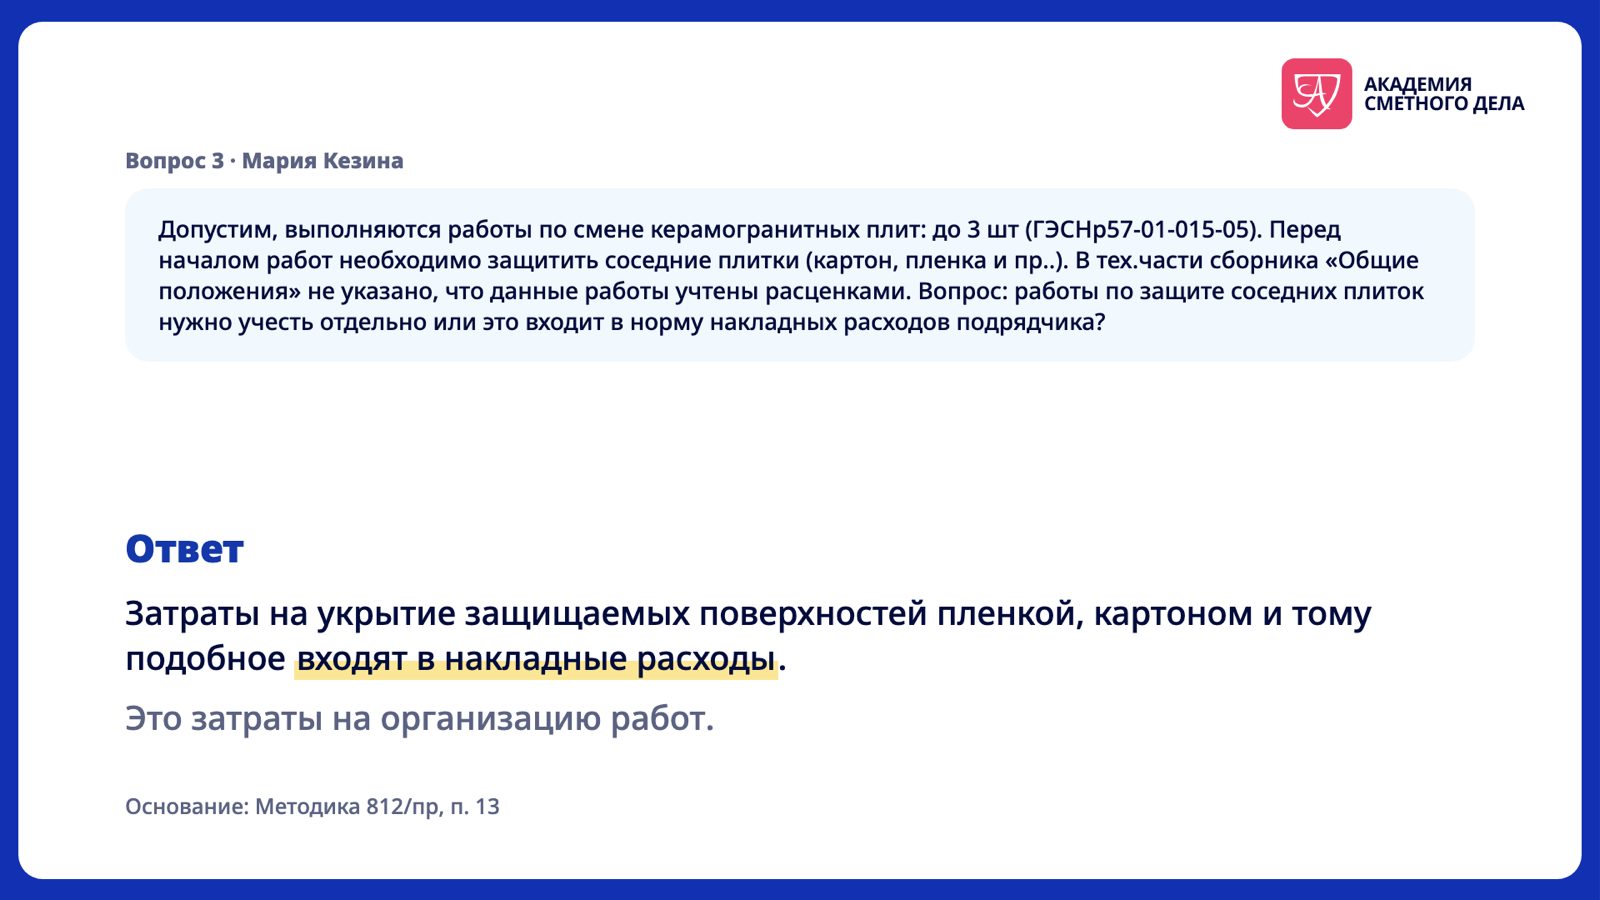 АКАДЕМИЯ
СМЕТНОГО ДЕЛА
Вопрос 3 · Мария Кезина
Допустим, выполняются работы по смене керамогранитных плит: до 3 шт (ГЭСНр57-01-015-05). Перед
началом работ необходимо защитить соседние плитки (картон, пленка и пр..). В тех.части сборника «Общие
положения» не указано, что данные работы учтены расценками. Вопрос: работы по защите соседних плиток
нужно учесть отдельно или это входит в норму накладных расходов подрядчика?
Ответ
Затраты на укрытие защищаемых поверхностей пленкой, картоном и тому
подобное входят в накладные расходы.
Это затраты на организацию работ.
Основание: Методика 812/пр, п. 13